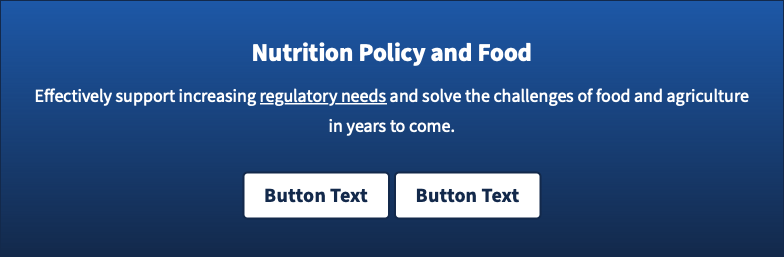 Nutrition Policy and Food
Effectively support increasing regulatory needs and solve the challenges of food and agriculture
in years to come.
Button Text
Button Text